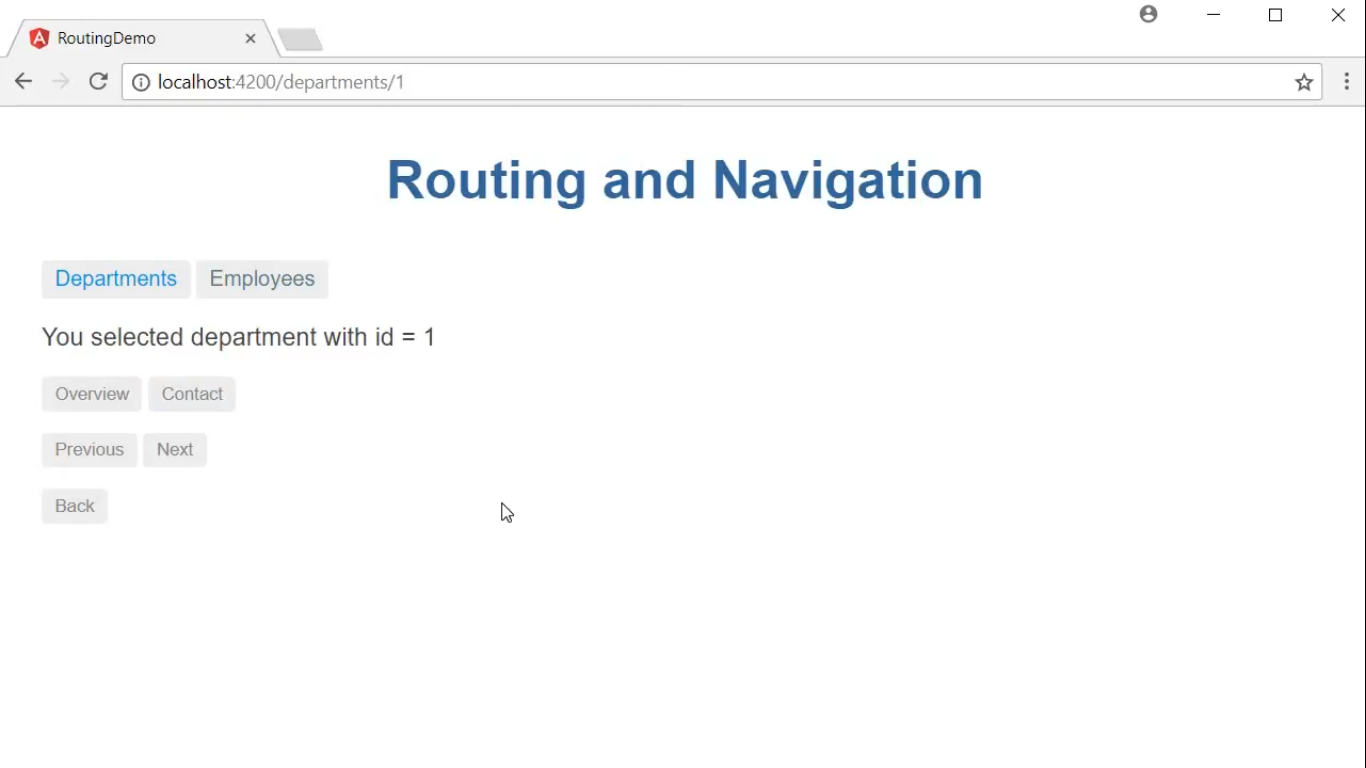 RoutingDemo
localhost:4200/departments/1
Routing and Navigation
Departments Employees
You selected department with id = 1
Overview Contact
Previous Next
Back